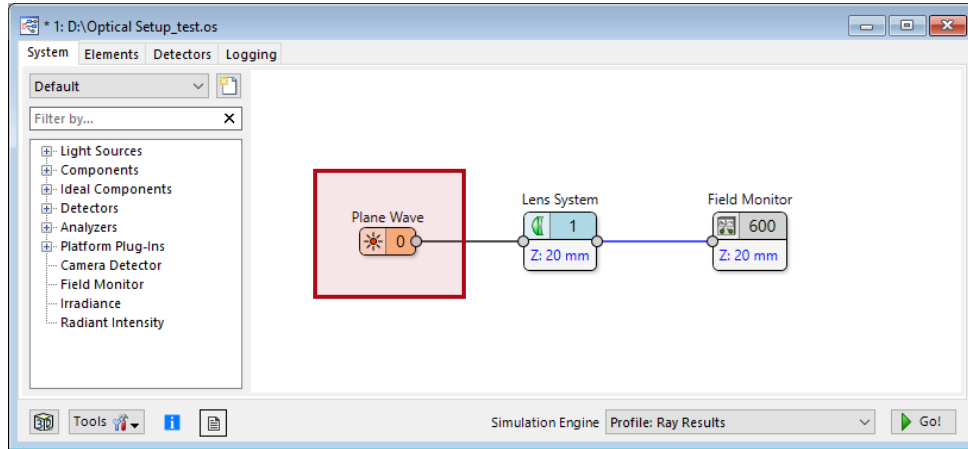 * 1: D:\Optical Setup_test.os
System Elements Detectors Logging
Default
Filter by...
Light Sources
Components
Ideal Components
Detectors
Analyzers
Platform Plug-Ins
Camera Detector
Field Monitor
Irradiance
Radiant Intensity
Plane Wave
0
Lens System
1
Z: 20 mm
Field Monitor
600
Z: 20 mm
3D
Tools
i
Simulation Engine Profile: Ray Results
Go!